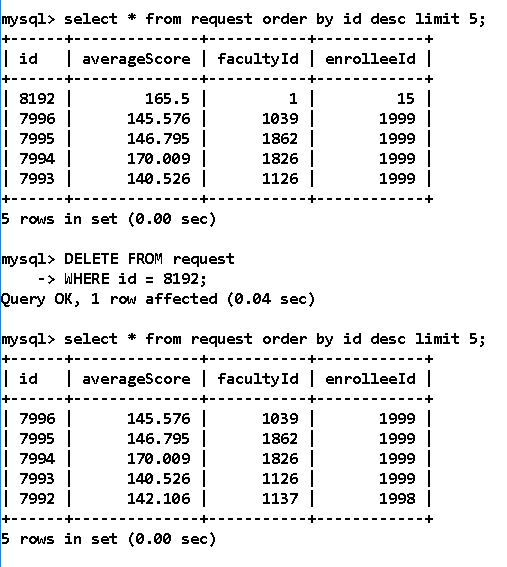 mysql> select * from request order by id desc limit 5;
+------+--------------+-----------+------------+
| id   | averageScore | facultyId | enrolleeId |
+------+--------------+-----------+------------+
| 8192 |        165.5 |         1 |         15 |
| 7996 |      145.576 |      1039 |       1999 |
| 7995 |      146.795 |      1862 |       1999 |
| 7994 |      170.009 |      1826 |       1999 |
| 7993 |      140.526 |      1126 |       1999 |
+------+--------------+-----------+------------+
5 rows in set (0.00 sec)
mysql> DELETE FROM request
    -> WHERE id = 8192;
Query OK, 1 row affected (0.04 sec)
mysql> select * from request order by id desc limit 5;
+------+--------------+-----------+------------+
| id   | averageScore | facultyId | enrolleeId |
+------+--------------+-----------+------------+
| 7996 |      145.576 |      1039 |       1999 |
| 7995 |      146.795 |      1862 |       1999 |
| 7994 |      170.009 |      1826 |       1999 |
| 7993 |      140.526 |      1126 |       1999 |
| 7992 |      142.106 |      1137 |       1998 |
+------+--------------+-----------+------------+
5 rows in set (0.00 sec)